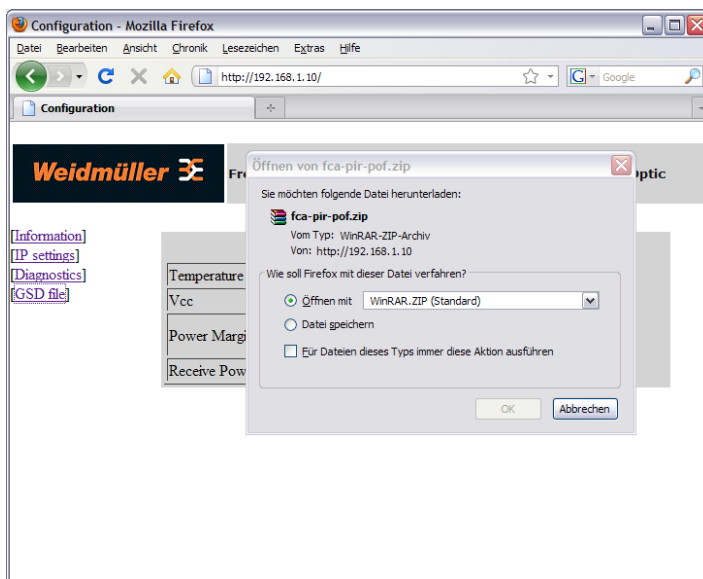 Configuration - Mozilla Firefox
Datei Bearbeiten Ansicht Chronik Lesezeichen Extras Hilfe
http://192.168.1.10/
Google
Configuration
Weidmüller
Öffnen von fca-pir-pof.zip
Sie möchten folgende Datei herunterladen:
fca-pir-pof.zip
Vom Typ: WinRAR-ZIP-Archiv
Von: http://192.168.1.10
Wie soll Firefox mit dieser Datei verfahren?
Öffnen mit WinRAR.ZIP (Standard)
Datei speichern
Für Dateien dieses Typs immer diese Aktion ausführen
OK Abbrechen
[Information]
[IP settings]
[Diagnostics]
[GSD file]
Temperature
Vcc
Power Margi
Receive Pow